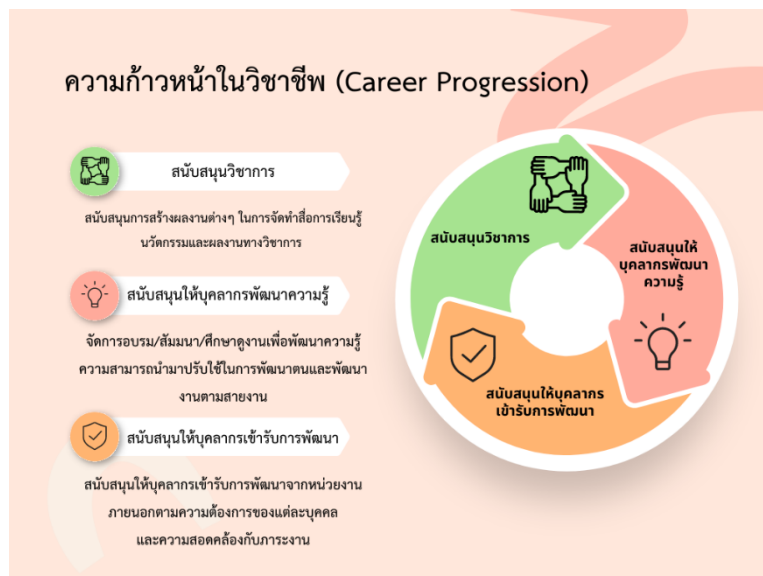 ความก้าวหน้าในวิชาชีพ (Career Progression)
สนับสนุนวิชาการ
สนับสนุนการสร้างผลงานต่างๆ ในการจัดทำสื่อการเรียนรู้
นวัตกรรมและผลงานทางวิชาการ
สนับสนุนให้บุคลากรพัฒนาความรู้
จัดการอบรม/สัมมนา/ศึกษาดูงานเพื่อพัฒนาความรู้
ความสามารถนำมาปรับใช้ในการพัฒนาตนและพัฒนา
งานตามสายงาน
สนับสนุนให้บุคลากรเข้ารับการพัฒนา
สนับสนุนให้บุคลากรเข้ารับการพัฒนาจากหน่วยงาน
ภายนอกตามความต้องการของแต่ละบุคคล
และความสอดคล้องกับภาระงาน
สนับสนุนวิชาการ
สนับสนุนให้
บุคลากรพัฒนา
ความรู้
สนับสนุนให้บุคลากร
เข้ารับการพัฒนา